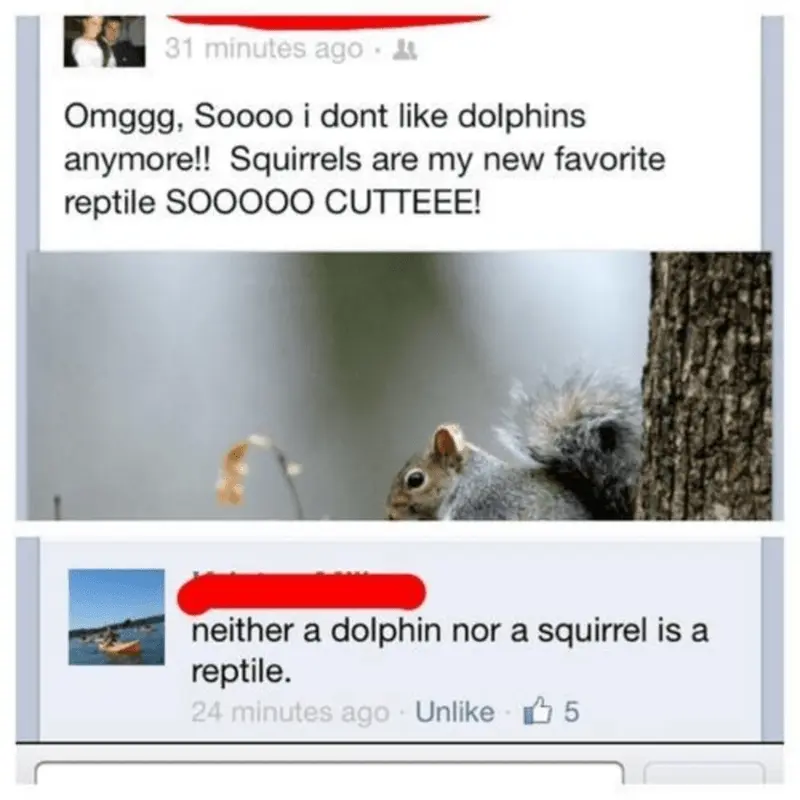 31 minutes ago ·
Omggg, Soooo i dont like dolphins
anymore!! Squirrels are my new favorite
reptile SOOOOO CUTTEEE!
neither a dolphin nor a squirrel is a
reptile.
24 minutes ago · Unlike · 5